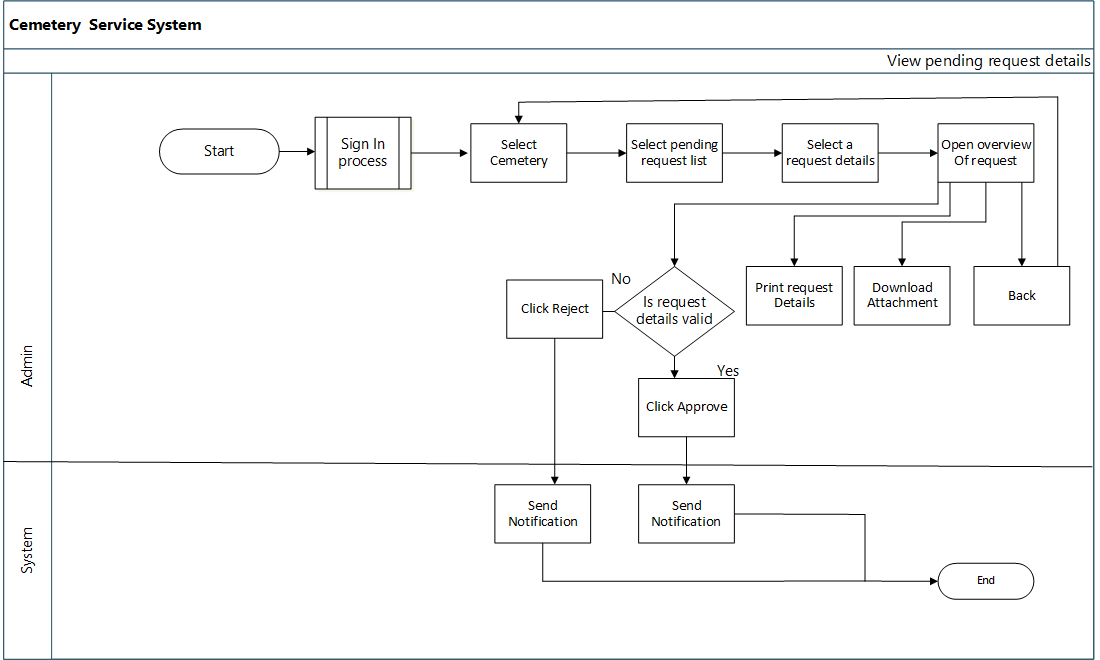 Cemetery  Service System
View pending request details
Admin
Start
Sign In
process
Select
Cemetery
Select pending
request list
Select a
request details
Open overview
Of request
No
Click Reject
Is request
details valid
Print request
Details
Download
Attachment
Back
Yes
Click Approve
System
Send
Notification
Send
Notification
End